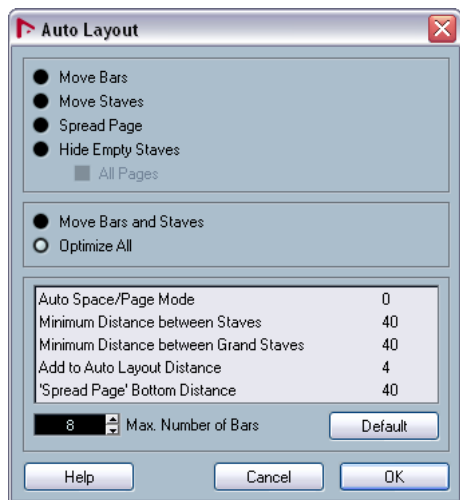 Auto Layout
Move Bars
Move Staves
Spread Page
Hide Empty Staves
All Pages
Move Bars and Staves
Optimize All
Auto Space/Page Mode 0
Minimum Distance between Staves 40
Minimum Distance between Grand Staves 40
Add to Auto Layout Distance 4
'Spread Page' Bottom Distance 40
8 Max. Number of Bars Default
Help Cancel OK